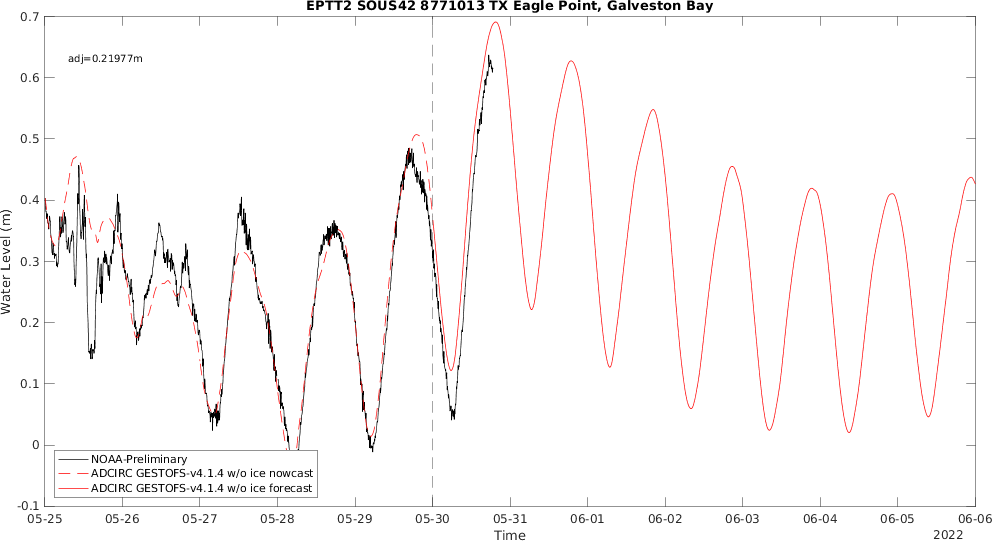 EPTT2 SOUS42 8771013 TX Eagle Point, Galveston Bay
0.7
0.6
0.5
0.4
0.3
0.2
0.1
0
-0.1
Water Level (m)
adj=0.21977m
NOAA-Preliminary
ADCIRC GESTOFS-v4.1.4 w/o ice nowcast
ADCIRC GESTOFS-v4.1.4 w/o ice forecast
05-25 05-26 05-27 05-28 05-29 05-30 05-31 06-01 06-02 06-03 06-04 06-05 06-06
Time
2022